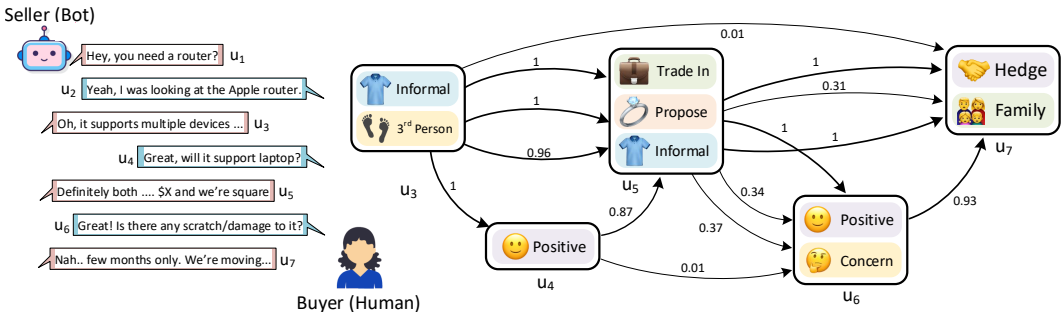 Seller (Bot)
Hey, you need a router? u1
u2 Yeah, I was looking at the Apple router.
Oh, it supports multiple devices ... u3
u4 Great, will it support laptop?
Definitely both .... $X and we're square u5
u6 Great! Is there any scratch/damage to it?
Nah.. few months only. We're moving... u7
Buyer (Human)
Informal
3rd Person
u3
1
1
0.96
1
0.01
Positive
u4
0.87
0.01
Trade In
Propose
Informal
u5
1
0.31
1
1
0.34
0.37
Positive
Concern
u6
0.93
Hedge
Family
u7